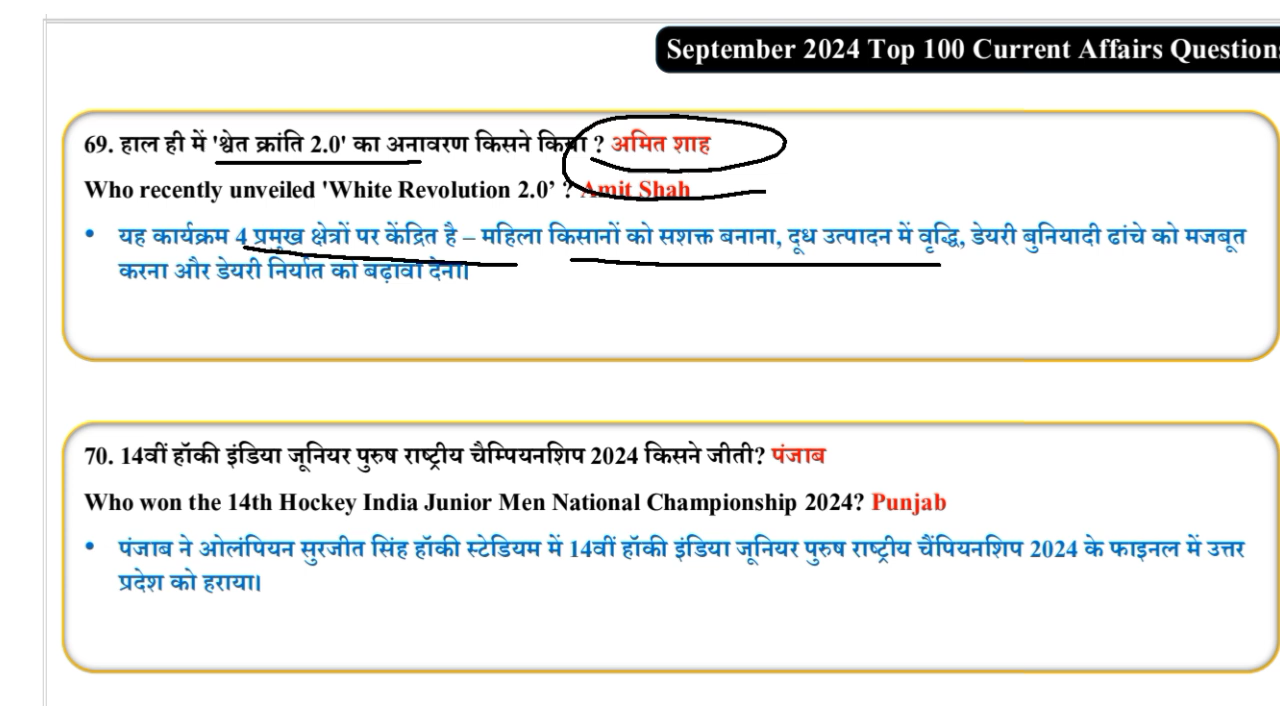 September 2024 Top 100 Current Affairs Question
69. हाल ही में 'श्वेत क्रांति 2.0' का अनावरण किसने किया ? अमित शाह
Who recently unveiled 'White Revolution 2.0' ? Amit Shah
• यह कार्यक्रम 4 प्रमुख क्षेत्रों पर केंद्रित है – महिला किसानों को सशक्त बनाना, दूध उत्पादन में वृद्धि, डेयरी बुनियादी ढांचे को मजबूत
करना और डेयरी निर्यात को बढ़ावा देना।
70. 14वीं हॉकी इंडिया जूनियर पुरुष राष्ट्रीय चैम्पियनशिप 2024 किसने जीती? पंजाब
Who won the 14th Hockey India Junior Men National Championship 2024? Punjab
• पंजाब ने ओलंपियन सुरजीत सिंह हॉकी स्टेडियम में 14वीं हॉकी इंडिया जूनियर पुरुष राष्ट्रीय चैंपियनशिप 2024 के फाइनल में उत्तर
प्रदेश को हराया।